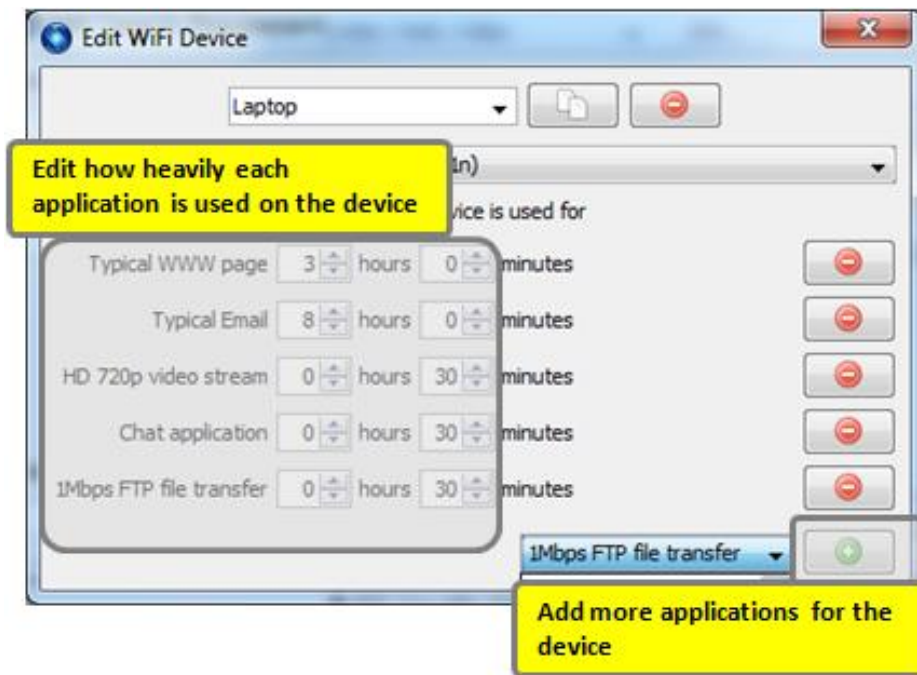 Edit WiFi Device
Laptop
Edit how heavily each
application is used on the device
1n)
vice is used for
Typical WWW page 3 hours 0 minutes
Typical Email 8 hours 0 minutes
HD 720p video stream 0 hours 30 minutes
Chat application 0 hours 30 minutes
1Mbps FTP file transfer 0 hours 30 minutes
1Mbps FTP file transfer
Add more applications for the
device